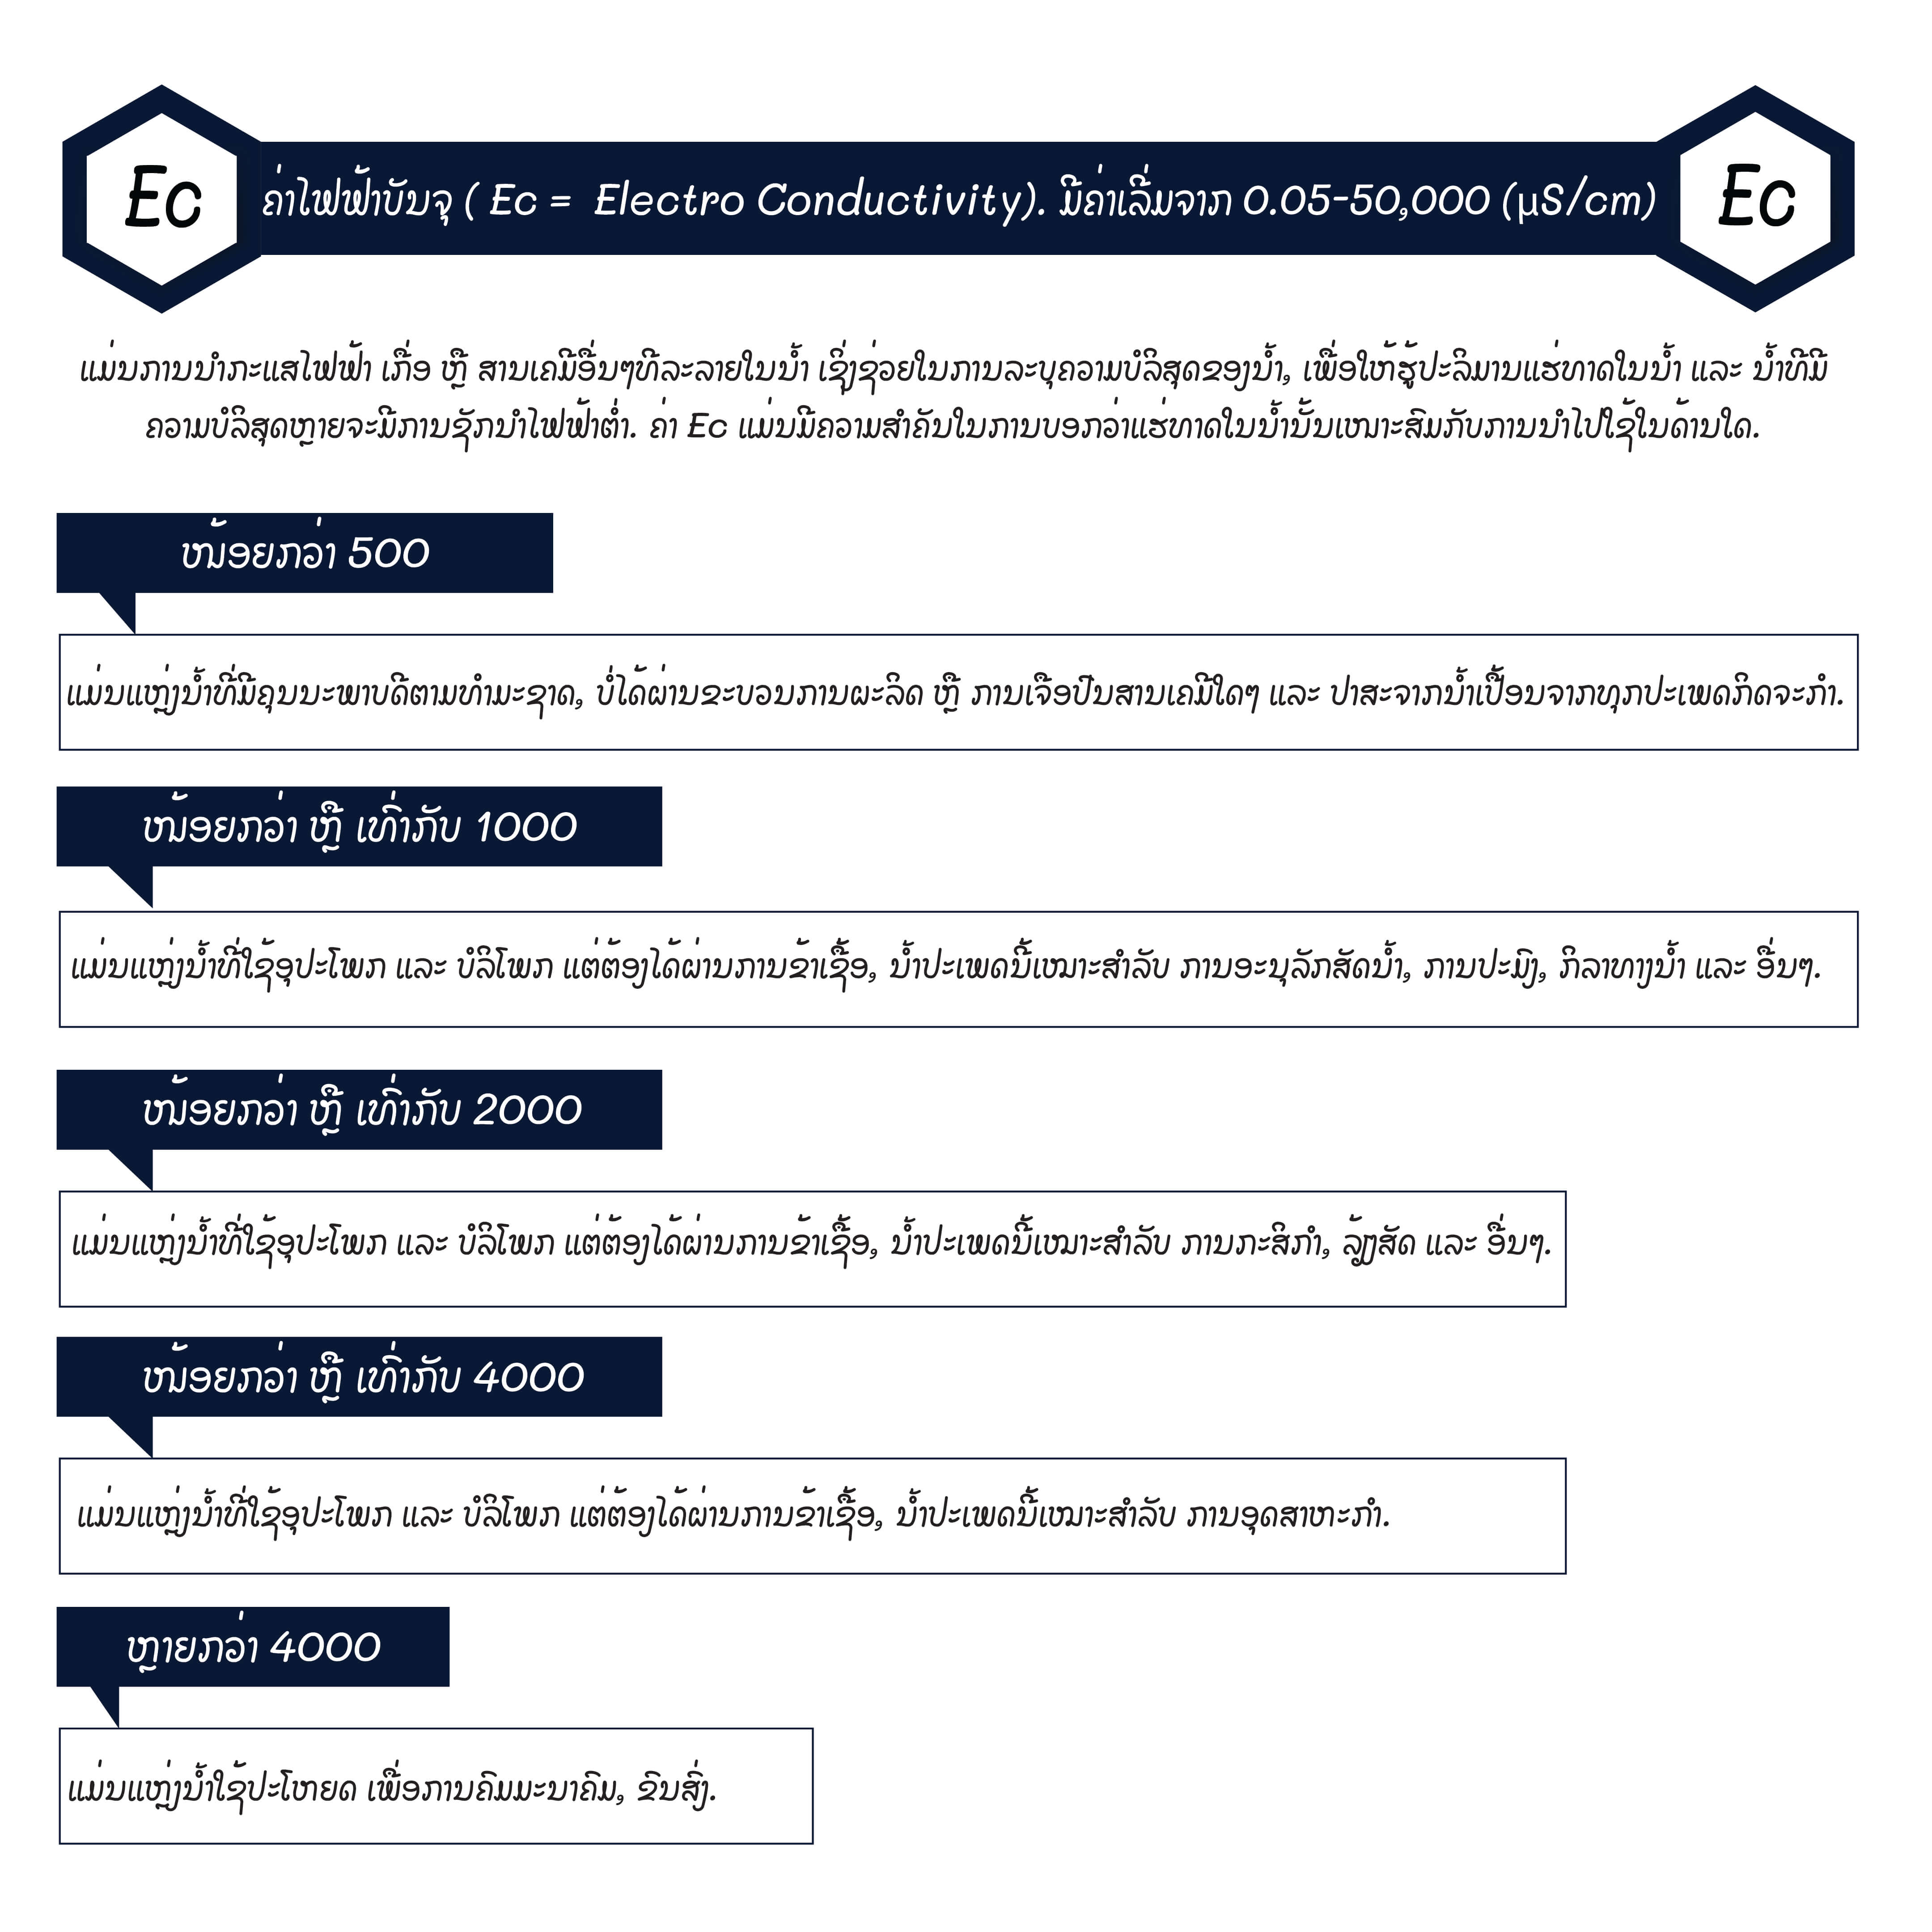 Ec
ຄ່າໄຟຟ້າບັນຈຸ ( Ec = Electro Conductivity). ມີຄ່າເລີ່ມຈາກ 0.05-50,000 (µS/cm)
Ec
ແມ່ນການນຳກະແສໄຟຟ້າ ເກືອ ຫຼື ສານເຄມີອື່ນໆທີລະລາຍໃນນ້ຳ ເຊິ່ງຊ່ວຍໃນການລະບຸຄວາມບໍລິສຸດຂອງນ້ຳ, ເພື່ອໃຫ້ຮູ້ປະລິມານແຮ່ທາດໃນນ້ຳ ແລະ ນ້ຳທີມີ
ຄວາມບໍລິສຸດຫຼາຍຈະມີການຊັກນຳໄຟຟ້າຕ່ຳ. ຄ່າ Ec ແມ່ນມີຄວາມສຳຄັນໃນການບອກວ່າແຮ່ທາດໃນນ້ຳນັ້ນເໝາະສົມກັບການນຳໄປໃຊ້ໃນດ້ານໃດ.
ໜ້ອຍກວ່າ 500
ແມ່ນແຫຼ່ງນ້ຳທີ່ມີຄຸນນະພາບດີຕາມທຳມະຊາດ, ບໍ່ໄດ້ຜ່ານຂະບວນການຜະລິດ ຫຼື ການເຈືອປົນສານເຄມີໃດໆ ແລະ ປາສະຈາກນ້ຳເປື້ອນຈາກທຸກປະເພດກິດຈະກຳ.
ໜ້ອຍກວ່າ ຫຼື ເທົ່າກັບ 1000
ແມ່ນແຫຼ່ງນ້ຳທີ່ໃຊ້ອຸປະໂພກ ແລະ ບໍລິໂພກ ແຕ່ຕ້ອງໄດ້ຜ່ານການຂ້າເຊື້ອ, ນ້ຳປະເພດນີ້ເໝາະສຳລັບ ການອະນຸລັກສັດນ້ຳ, ການປະມົງ, ກິລາທາງນ້ຳ ແລະ ອື່ນໆ.
ໜ້ອຍກວ່າ ຫຼື ເທົ່າກັບ 2000
ແມ່ນແຫຼ່ງນ້ຳທີ່ໃຊ້ອຸປະໂພກ ແລະ ບໍລິໂພກ ແຕ່ຕ້ອງໄດ້ຜ່ານການຂ້າເຊື້ອ, ນ້ຳປະເພດນີ້ເໝາະສຳລັບ ການກະສິກຳ, ລ້ຽງສັດ ແລະ ອື່ນໆ.
ໜ້ອຍກວ່າ ຫຼື ເທົ່າກັບ 4000
ແມ່ນແຫຼ່ງນ້ຳທີ່ໃຊ້ອຸປະໂພກ ແລະ ບໍລິໂພກ ແຕ່ຕ້ອງໄດ້ຜ່ານການຂ້າເຊື້ອ, ນ້ຳປະເພດນີ້ເໝາະສຳລັບ ການອຸດສາຫະກຳ.
ຫຼາຍກວ່າ 4000
ແມ່ນແຫຼ່ງນ້ຳໃຊ້ປະໂຫຍດ ເພື່ອການຄົມມະນາຄົມ, ຂົນສົ່ງ.